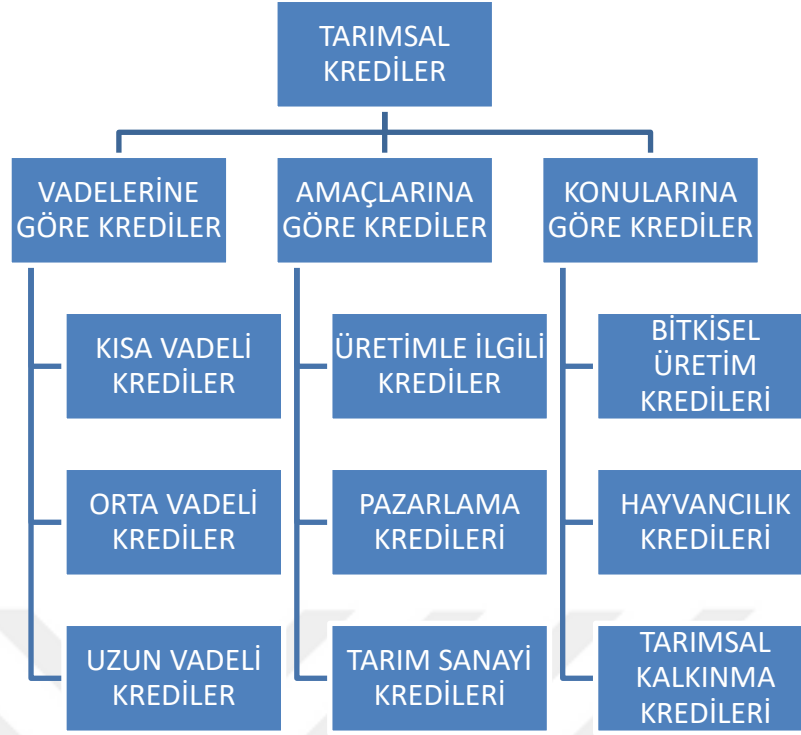 TARIMSAL
KREDİLER
VADELERİNE
GÖRE KREDİLER
KISA VADELİ
KREDİLER
ORTA VADELİ
KREDİLER
UZUN VADELİ
KREDİLER
AMAÇLARINA
GÖRE KREDİLER
ÜRETİMLE İLGİLİ
KREDİLER
PAZARLAMA
KREDİLERİ
TARIM SANAYİ
KREDİLERİ
KONULARINA
GÖRE KREDİLER
BİTKİSEL
ÜRETİM
KREDİLERİ
HAYVANCILIK
KREDİLERİ
TARIMSAL
KALKINMA
KREDİLERİ